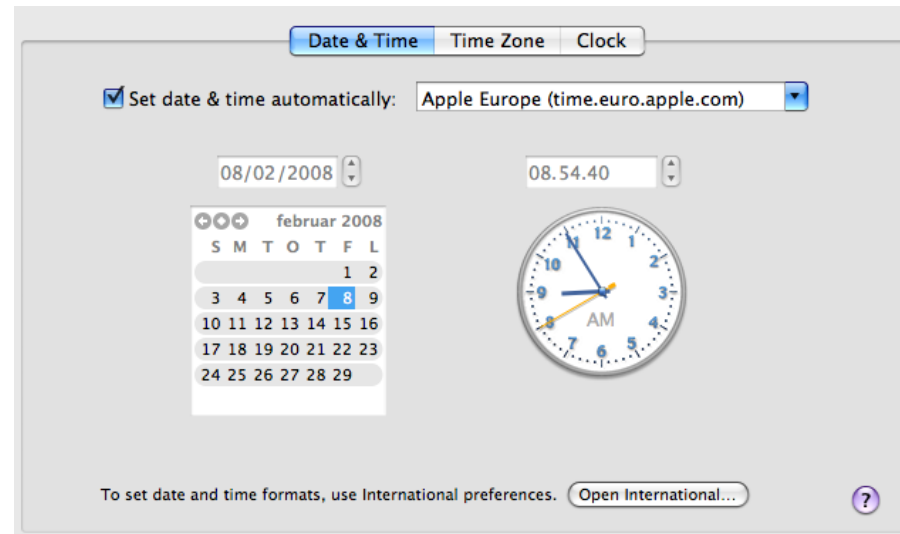 Date & Time Time Zone Clock
Set date & time automatically: Apple Europe (time.euro.apple.com)
08/02/2008
08.54.40
februar 2008
S M T O T F L
1 2
3 4 5 6 7 8 9
10 11 12 13 14 15 16
17 18 19 20 21 22 23
24 25 26 27 28 29
12
11 1
10 2
9 3
AM
8 4
7 5
6
To set date and time formats, use International preferences. Open International... ?